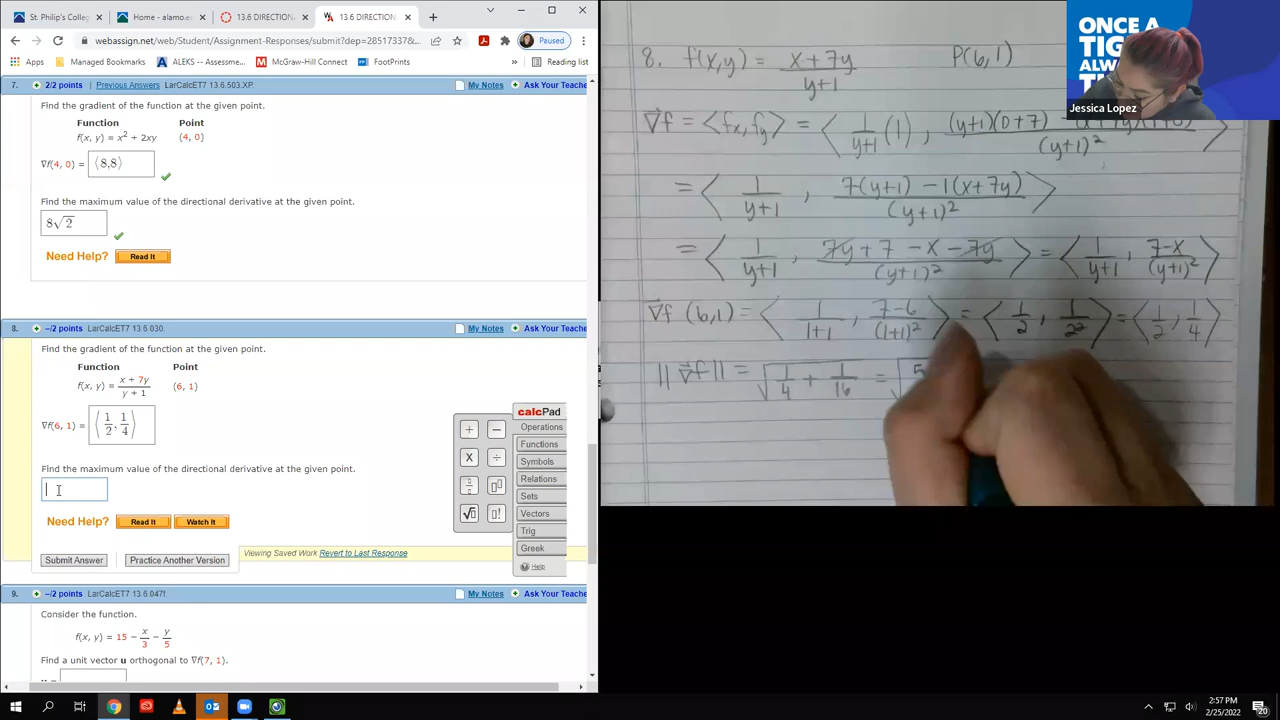 St. Philip's Colleg
Home - alamo.ed
13.6 DIRECTION
13.6 DIRECTION
webassign.net/web/Student/Assignment-Responses/submit?dep=28517337&
Paused
Apps
Managed Bookmarks
ALEKS -- Assessme...
McGraw-Hill Connect
FootPrints
Reading list
7.
2/2 points
Previous Answers
LarCalcET7 13.6.503.XP.
My Notes
Ask Your Teache
Find the gradient of the function at the given point.
Function
Point
f(x, y) = x² + 2xy
(4, 0)
∇f(4, 0) = ⟨8,8⟩
Find the maximum value of the directional derivative at the given point.
8√2
Need Help?
Read It
8.
–/2 points
LarCalcET7 13.6.030.
My Notes
Ask Your Teache
Find the gradient of the function at the given point.
Function
Point
f(x, y) = (x + 7y)/(y + 1)
(6, 1)
∇f(6, 1) = ⟨1/2, 1/4⟩
Find the maximum value of the directional derivative at the given point.
Need Help?
Read It
Watch It
Submit Answer
Practice Another Version
Viewing Saved Work Revert to Last Response
calcPad
Operations
Functions
Symbols
Relations
Sets
Vectors
Trig
Greek
Help
9.
–/2 points
LarCalcET7 13.6.047f.
My Notes
Ask Your Teache
Consider the function.
f(x, y) = 15 − x/3 − y/5
Find a unit vector u orthogonal to ∇f(7, 1).
8. f(x,y) = (x+7y)/(y+1) P(6,1)
∇f = ⟨fx, fy⟩ = ⟨1/(y+1) (1), (y+1)(0+7) −
(y+1)²
= ⟨1/(y+1), (7(y+1) − 1(x+7y))/(y+1)²⟩
= ⟨1/(y+1), (7y + 7 − x − 7y)/(y+1)²⟩ = ⟨1/(y+1), (7−x)/(y+1)²⟩
∇f (6,1) = ⟨1/(1+1), (7−6)/(1+1)²⟩ = ⟨1/2, 1/2²⟩ = ⟨1/2, 1/4⟩
||∇f|| = √(1/4 + 1/16) = √5
ONCE A
TIG
ALWA
Jessica Lopez
2:57 PM
2/25/2022
20